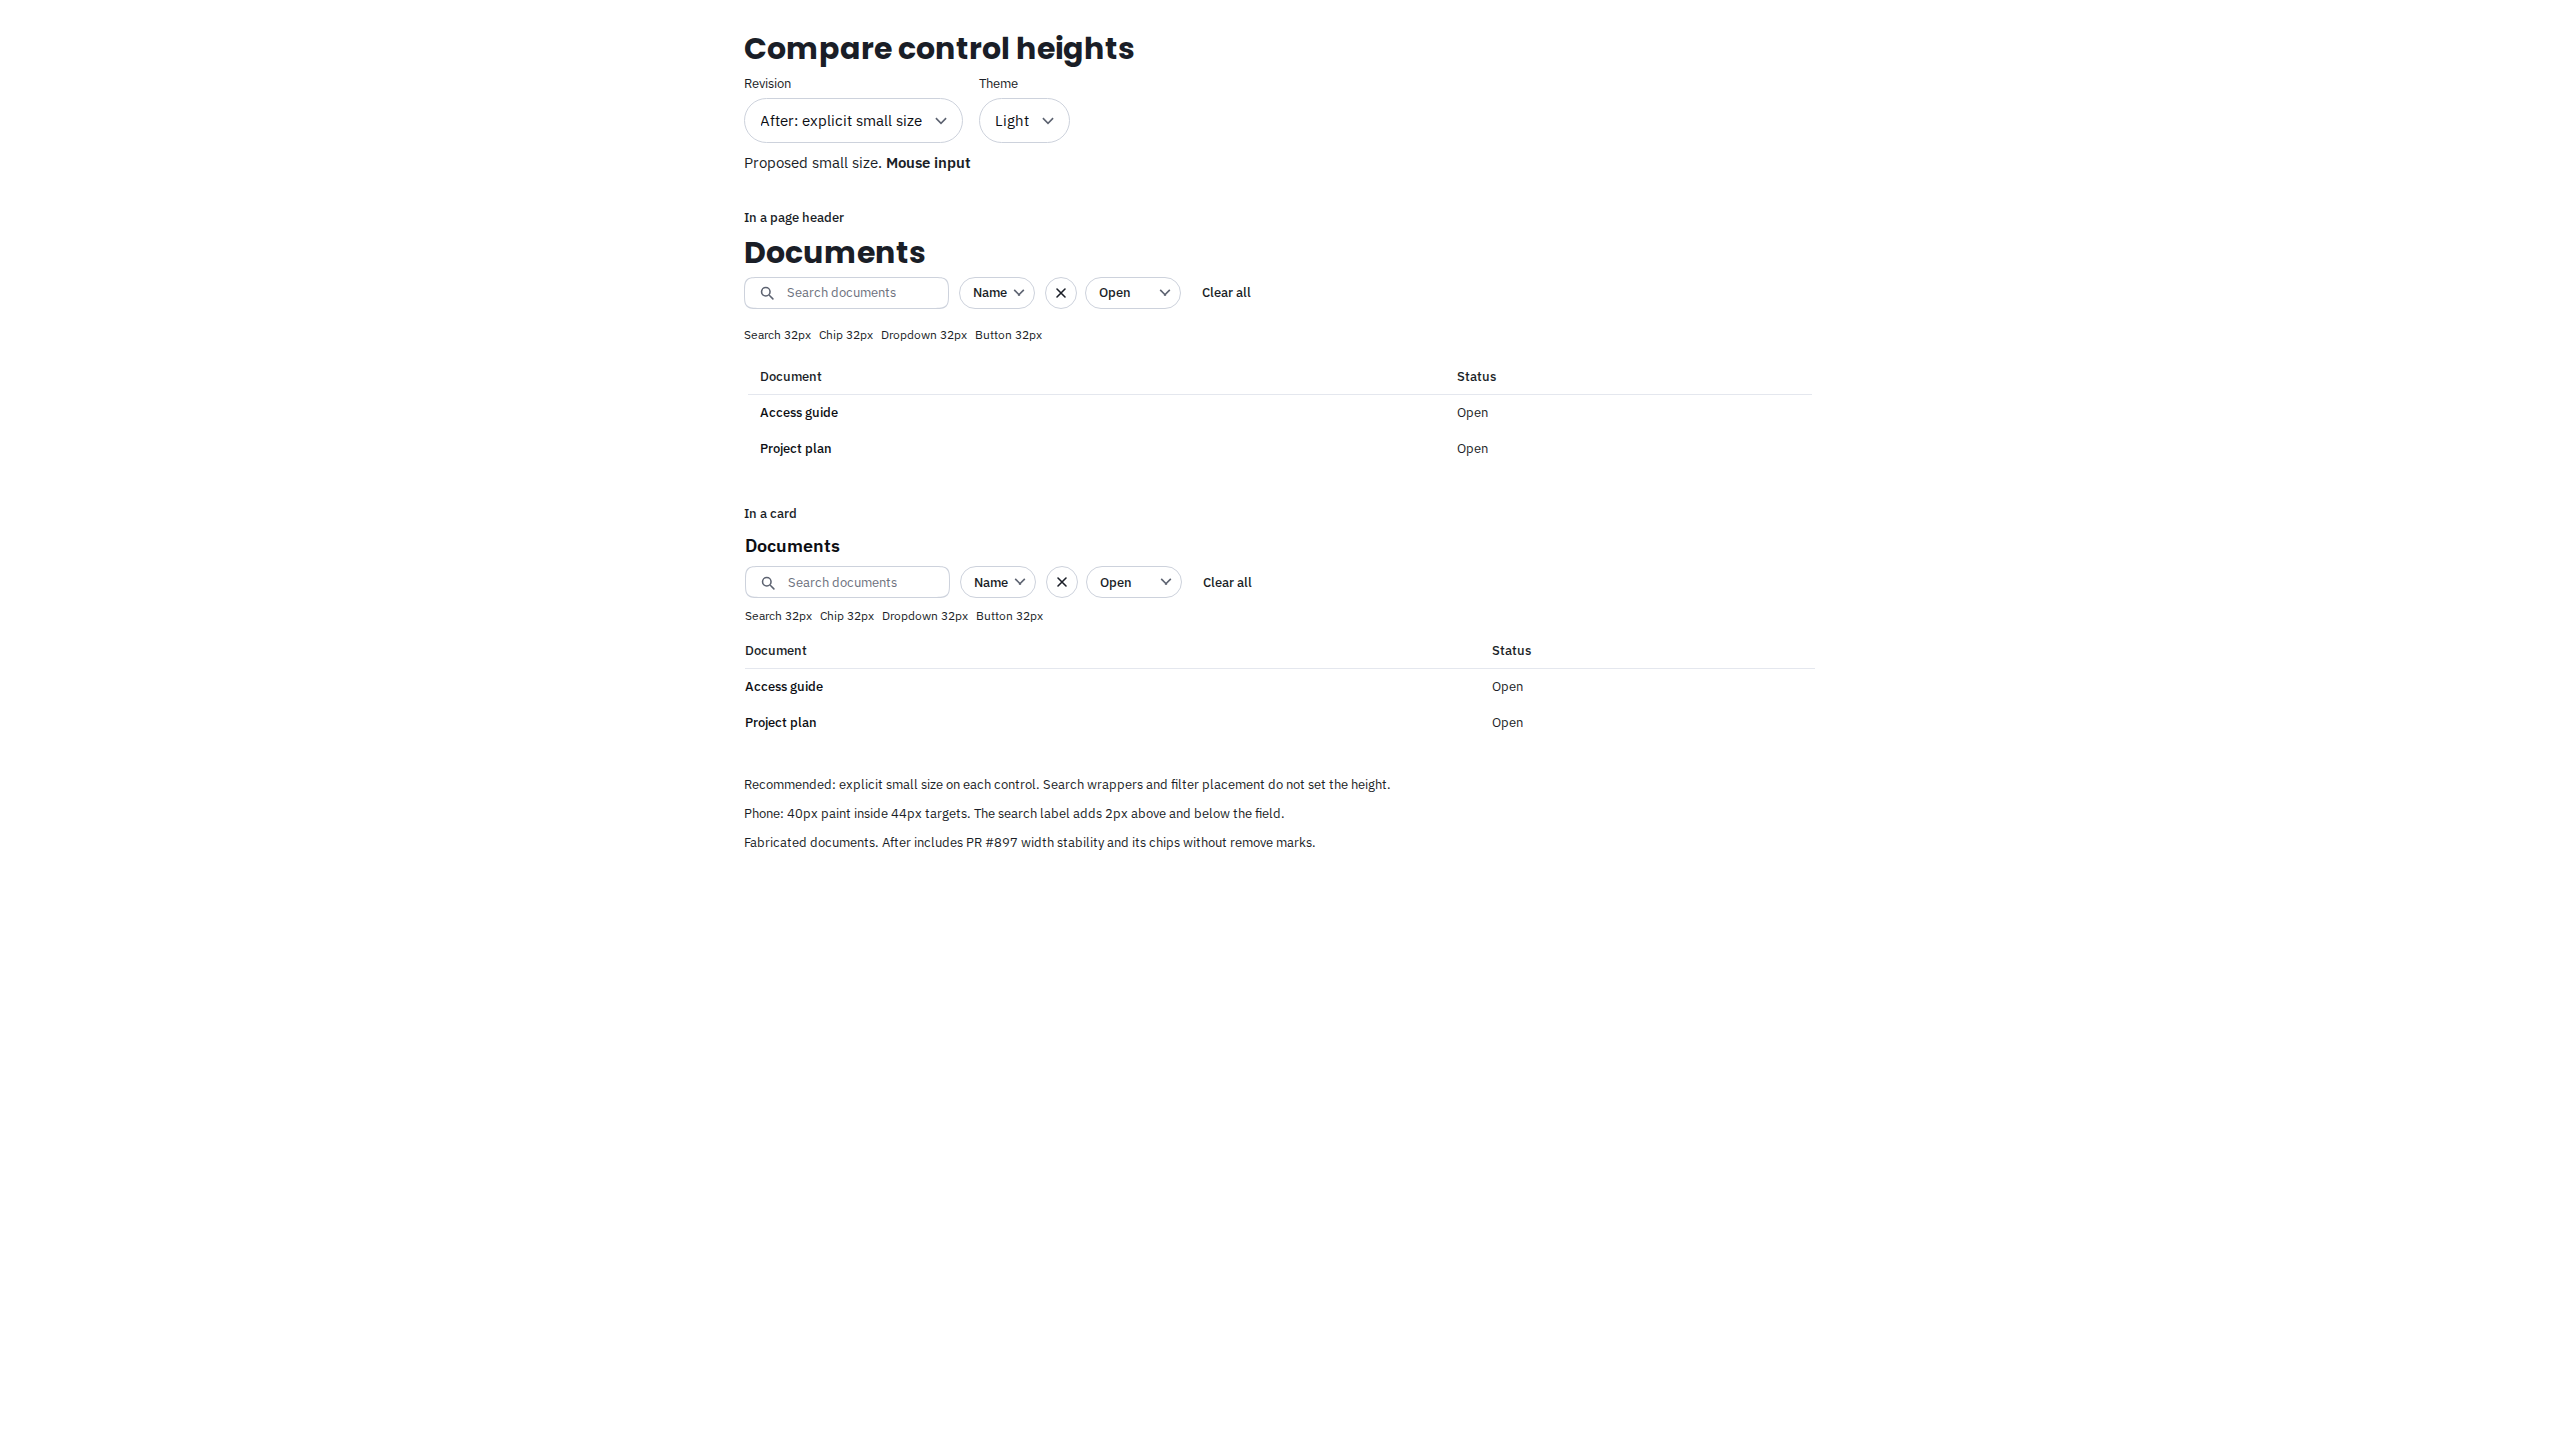 Compare control heights
Revision Theme
After: explicit small size Light
Proposed small size. Mouse input
In a page header
Documents
Search documents Name Open Clear all
Search 32px Chip 32px Dropdown 32px Button 32px
Document Status
Access guide Open
Project plan Open
In a card
Documents
Search documents Name Open Clear all
Search 32px Chip 32px Dropdown 32px Button 32px
Document Status
Access guide Open
Project plan Open
Recommended: explicit small size on each control. Search wrappers and filter placement do not set the height.
Phone: 40px paint inside 44px targets. The search label adds 2px above and below the field.
Fabricated documents. After includes PR #897 width stability and its chips without remove marks.